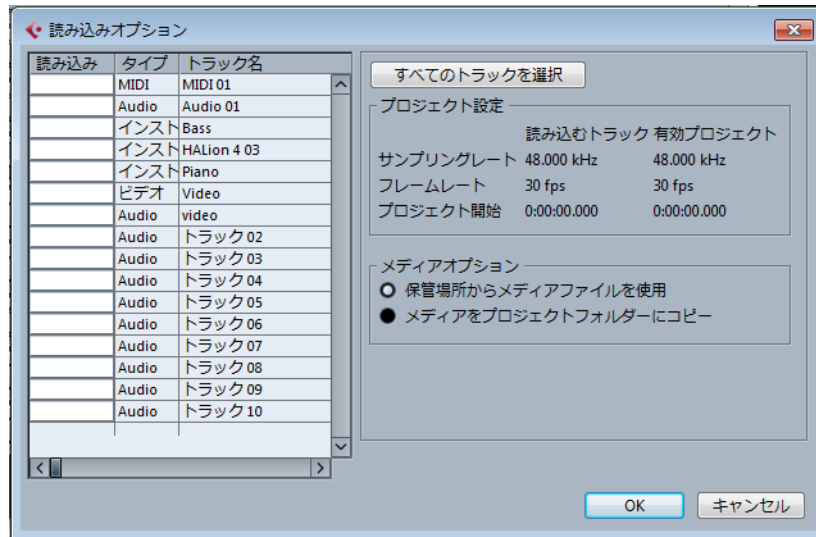 読み込みオプション
読み込み タイプ トラック名
MIDI MIDI 01
Audio Audio 01
インスト Bass
インスト HALion 4 03
インスト Piano
ビデオ Video
Audio video
Audio トラック 02
Audio トラック 03
Audio トラック 04
Audio トラック 05
Audio トラック 06
Audio トラック 07
Audio トラック 08
Audio トラック 09
Audio トラック 10
すべてのトラックを選択
プロジェクト設定
読み込むトラック 有効プロジェクト
サンプリングレート 48.000 kHz 48.000 kHz
フレームレート 30 fps 30 fps
プロジェクト開始 0:00:00.000 0:00:00.000
メディアオプション
保管場所からメディアファイルを使用
メディアをプロジェクトフォルダーにコピー
OK キャンセル